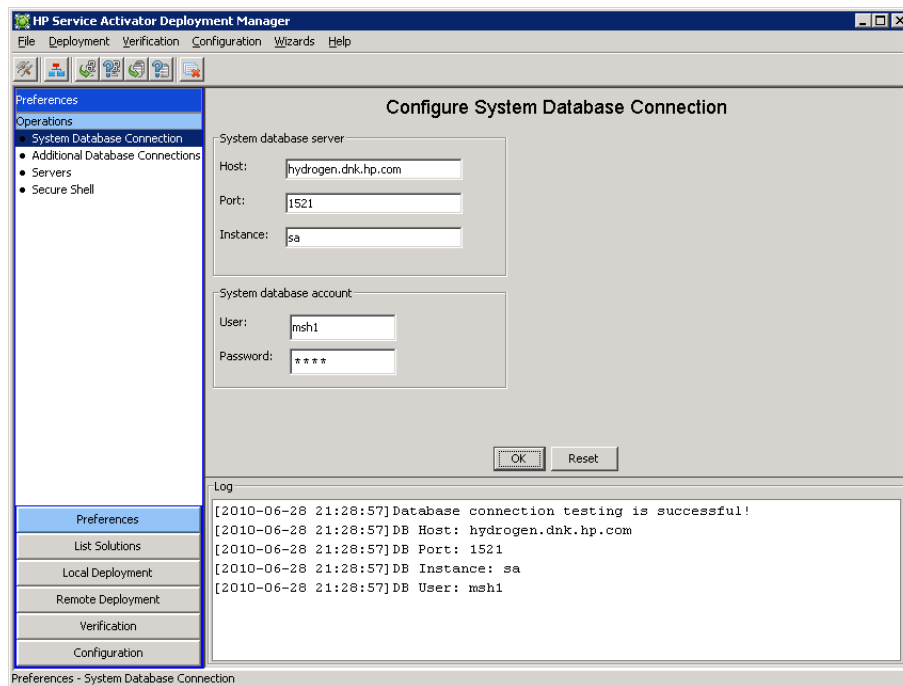 HP Service Activator Deployment Manager
File Deployment Verification Configuration Wizards Help
Preferences
Operations
System Database Connection
Additional Database Connections
Servers
Secure Shell
Configure System Database Connection
System database server
Host: hydrogen.dnk.hp.com
Port: 1521
Instance: sa
System database account
User: msh1
Password: ****
OK Reset
Log
[2010-06-28 21:28:57]Database connection testing is successful!
[2010-06-28 21:28:57]DB Host: hydrogen.dnk.hp.com
[2010-06-28 21:28:57]DB Port: 1521
[2010-06-28 21:28:57]DB Instance: sa
[2010-06-28 21:28:57]DB User: msh1
Preferences
List Solutions
Local Deployment
Remote Deployment
Verification
Configuration
Preferences - System Database Connection